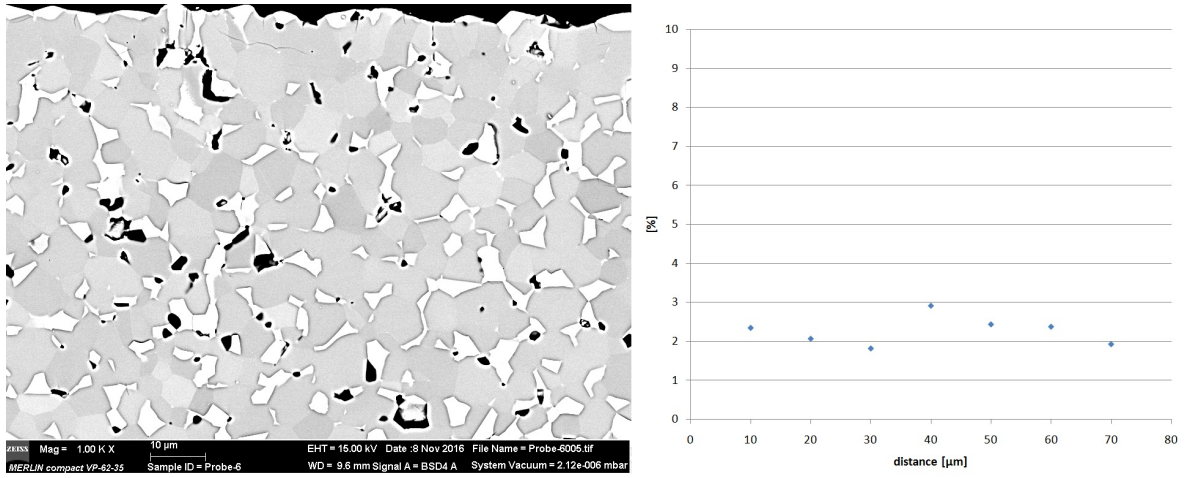 ZEISS
Mag = 1.00 K X
10 µm
EHT = 15.00 kV Date :8 Nov 2016 File Name = Probe-6005.tif
MERLIN compact VP-62-35
Sample ID = Probe-6
WD = 9.6 mm Signal A = BSD4 A System Vacuum = 2.12e-006 mbar
10
9
8
7
6
5
4
3
2
1
0
[%]
0 10 20 30 40 50 60 70 80
distance [µm]